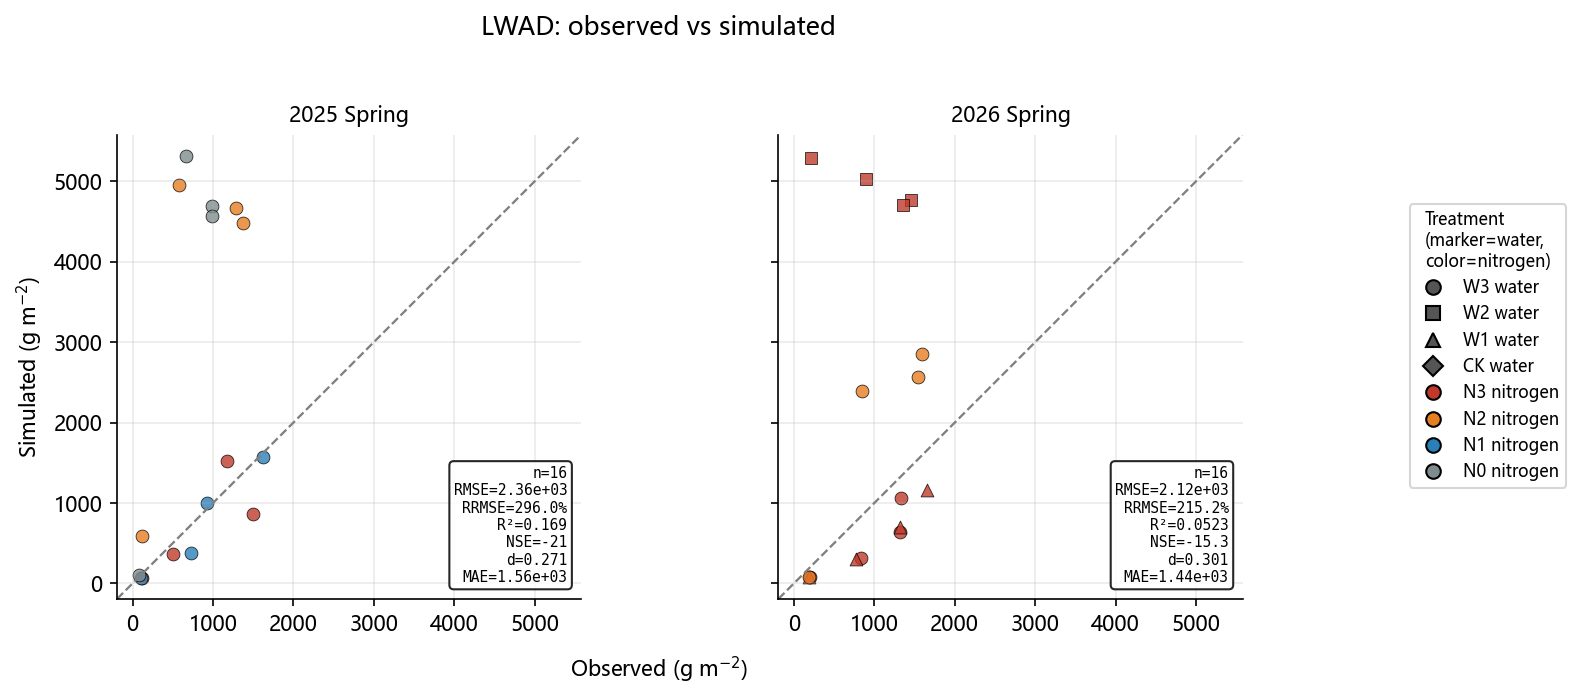 LWAD: observed vs simulated
2025 Spring
2026 Spring
Simulated (g m⁻²)
5000
4000
3000
2000
1000
0
n=16
RMSE=2.36e+03
RRMSE=296.0%
R²=0.169
NSE=-21
d=0.271
MAE=1.56e+03
0 1000 2000 3000 4000 5000
n=16
RMSE=2.12e+03
RRMSE=215.2%
R²=0.0523
NSE=-15.3
d=0.301
MAE=1.44e+03
0 1000 2000 3000 4000 5000
Observed (g m⁻²)
Treatment
(marker=water,
color=nitrogen)
W3 water
W2 water
W1 water
CK water
N3 nitrogen
N2 nitrogen
N1 nitrogen
N0 nitrogen